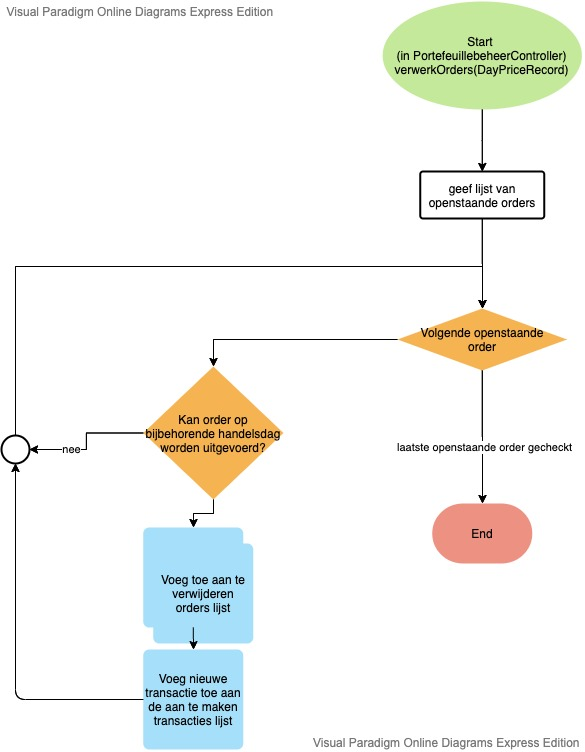 Visual Paradigm Online Diagrams Express Edition
Start
(in PortefeuillebeheerController)
verwerkOrders(DayPriceRecord)
geef lijst van
openstaande orders
Volgende openstaande
order
Kan order op
bijbehorende handelsdag
worden uitgevoerd?
nee
laatste openstaande order gecheckt
End
Voeg toe aan te
verwijderen
orders lijst
Voeg nieuwe
transactie toe aan
de aan te maken
transacties lijst
Visual Paradigm Online Diagrams Express Edition